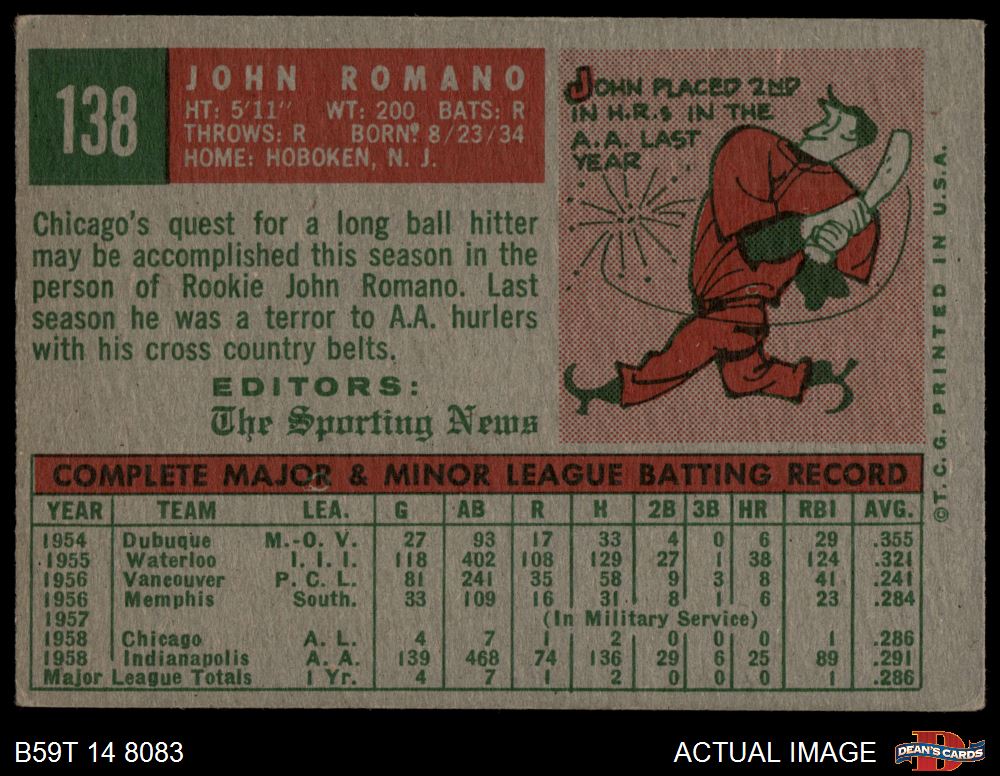 138
JOHN ROMANO
HT: 5'11" WT: 200 BATS: R
THROWS: R BORN: 8/23/34
HOME: HOBOKEN, N. J.
Chicago's quest for a long ball hitter
may be accomplished this season in the
person of Rookie John Romano. Last
season he was a terror to A.A. hurlers
with his cross country belts.
EDITORS:
The Sporting News
JOHN PLACED 2ND
IN H.R.s IN THE
A.A. LAST
YEAR
©T. C. G. PRINTED IN U.S.A.
COMPLETE MAJOR & MINOR LEAGUE BATTING RECORD
YEAR TEAM LEA. G AB R H 2B 3B HR RBI AVG.
1954 Dubuque M.-O. V. 27 93 17 33 4 0 6 29 .355
1955 Waterloo I. I. I. 118 402 108 129 27 1 38 124 .321
1956 Vancouver P. C. L. 81 241 35 58 9 3 8 41 .241
1956 Memphis South. 33 109 16 31 8 1 6 23 .284
1957 (In Military Service)
1958 Chicago A. L. 4 7 1 2 0 0 0 1 .286
1958 Indianapolis A. A. 139 468 74 136 29 6 25 89 .291
Major League Totals 1 Yr. 4 7 1 2 0 0 0 1 .286
B59T 14 8083
ACTUAL IMAGE
DEAN'S CARDS